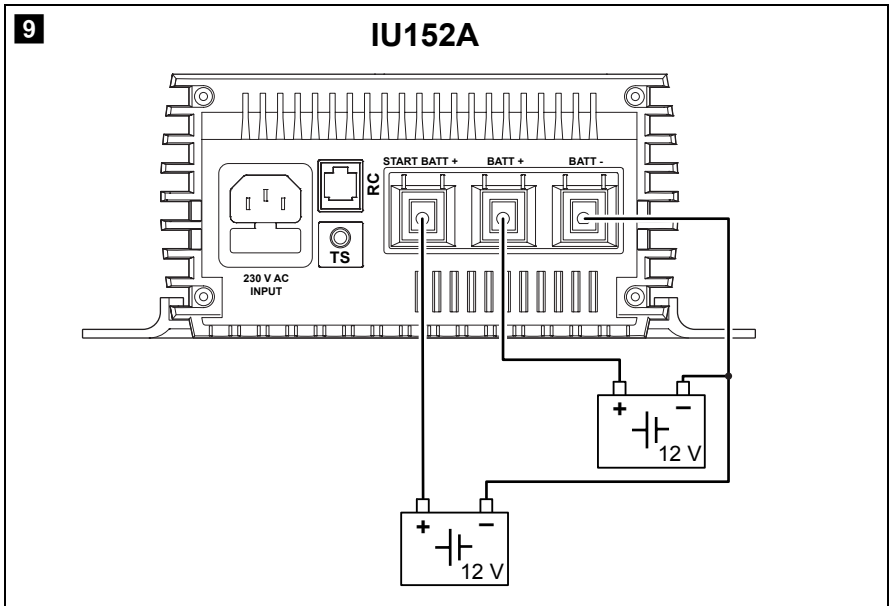 9
IU152A
START BATT + BATT + BATT -
RC
TS
230 V AC
INPUT
+ −
12 V
+ −
12 V